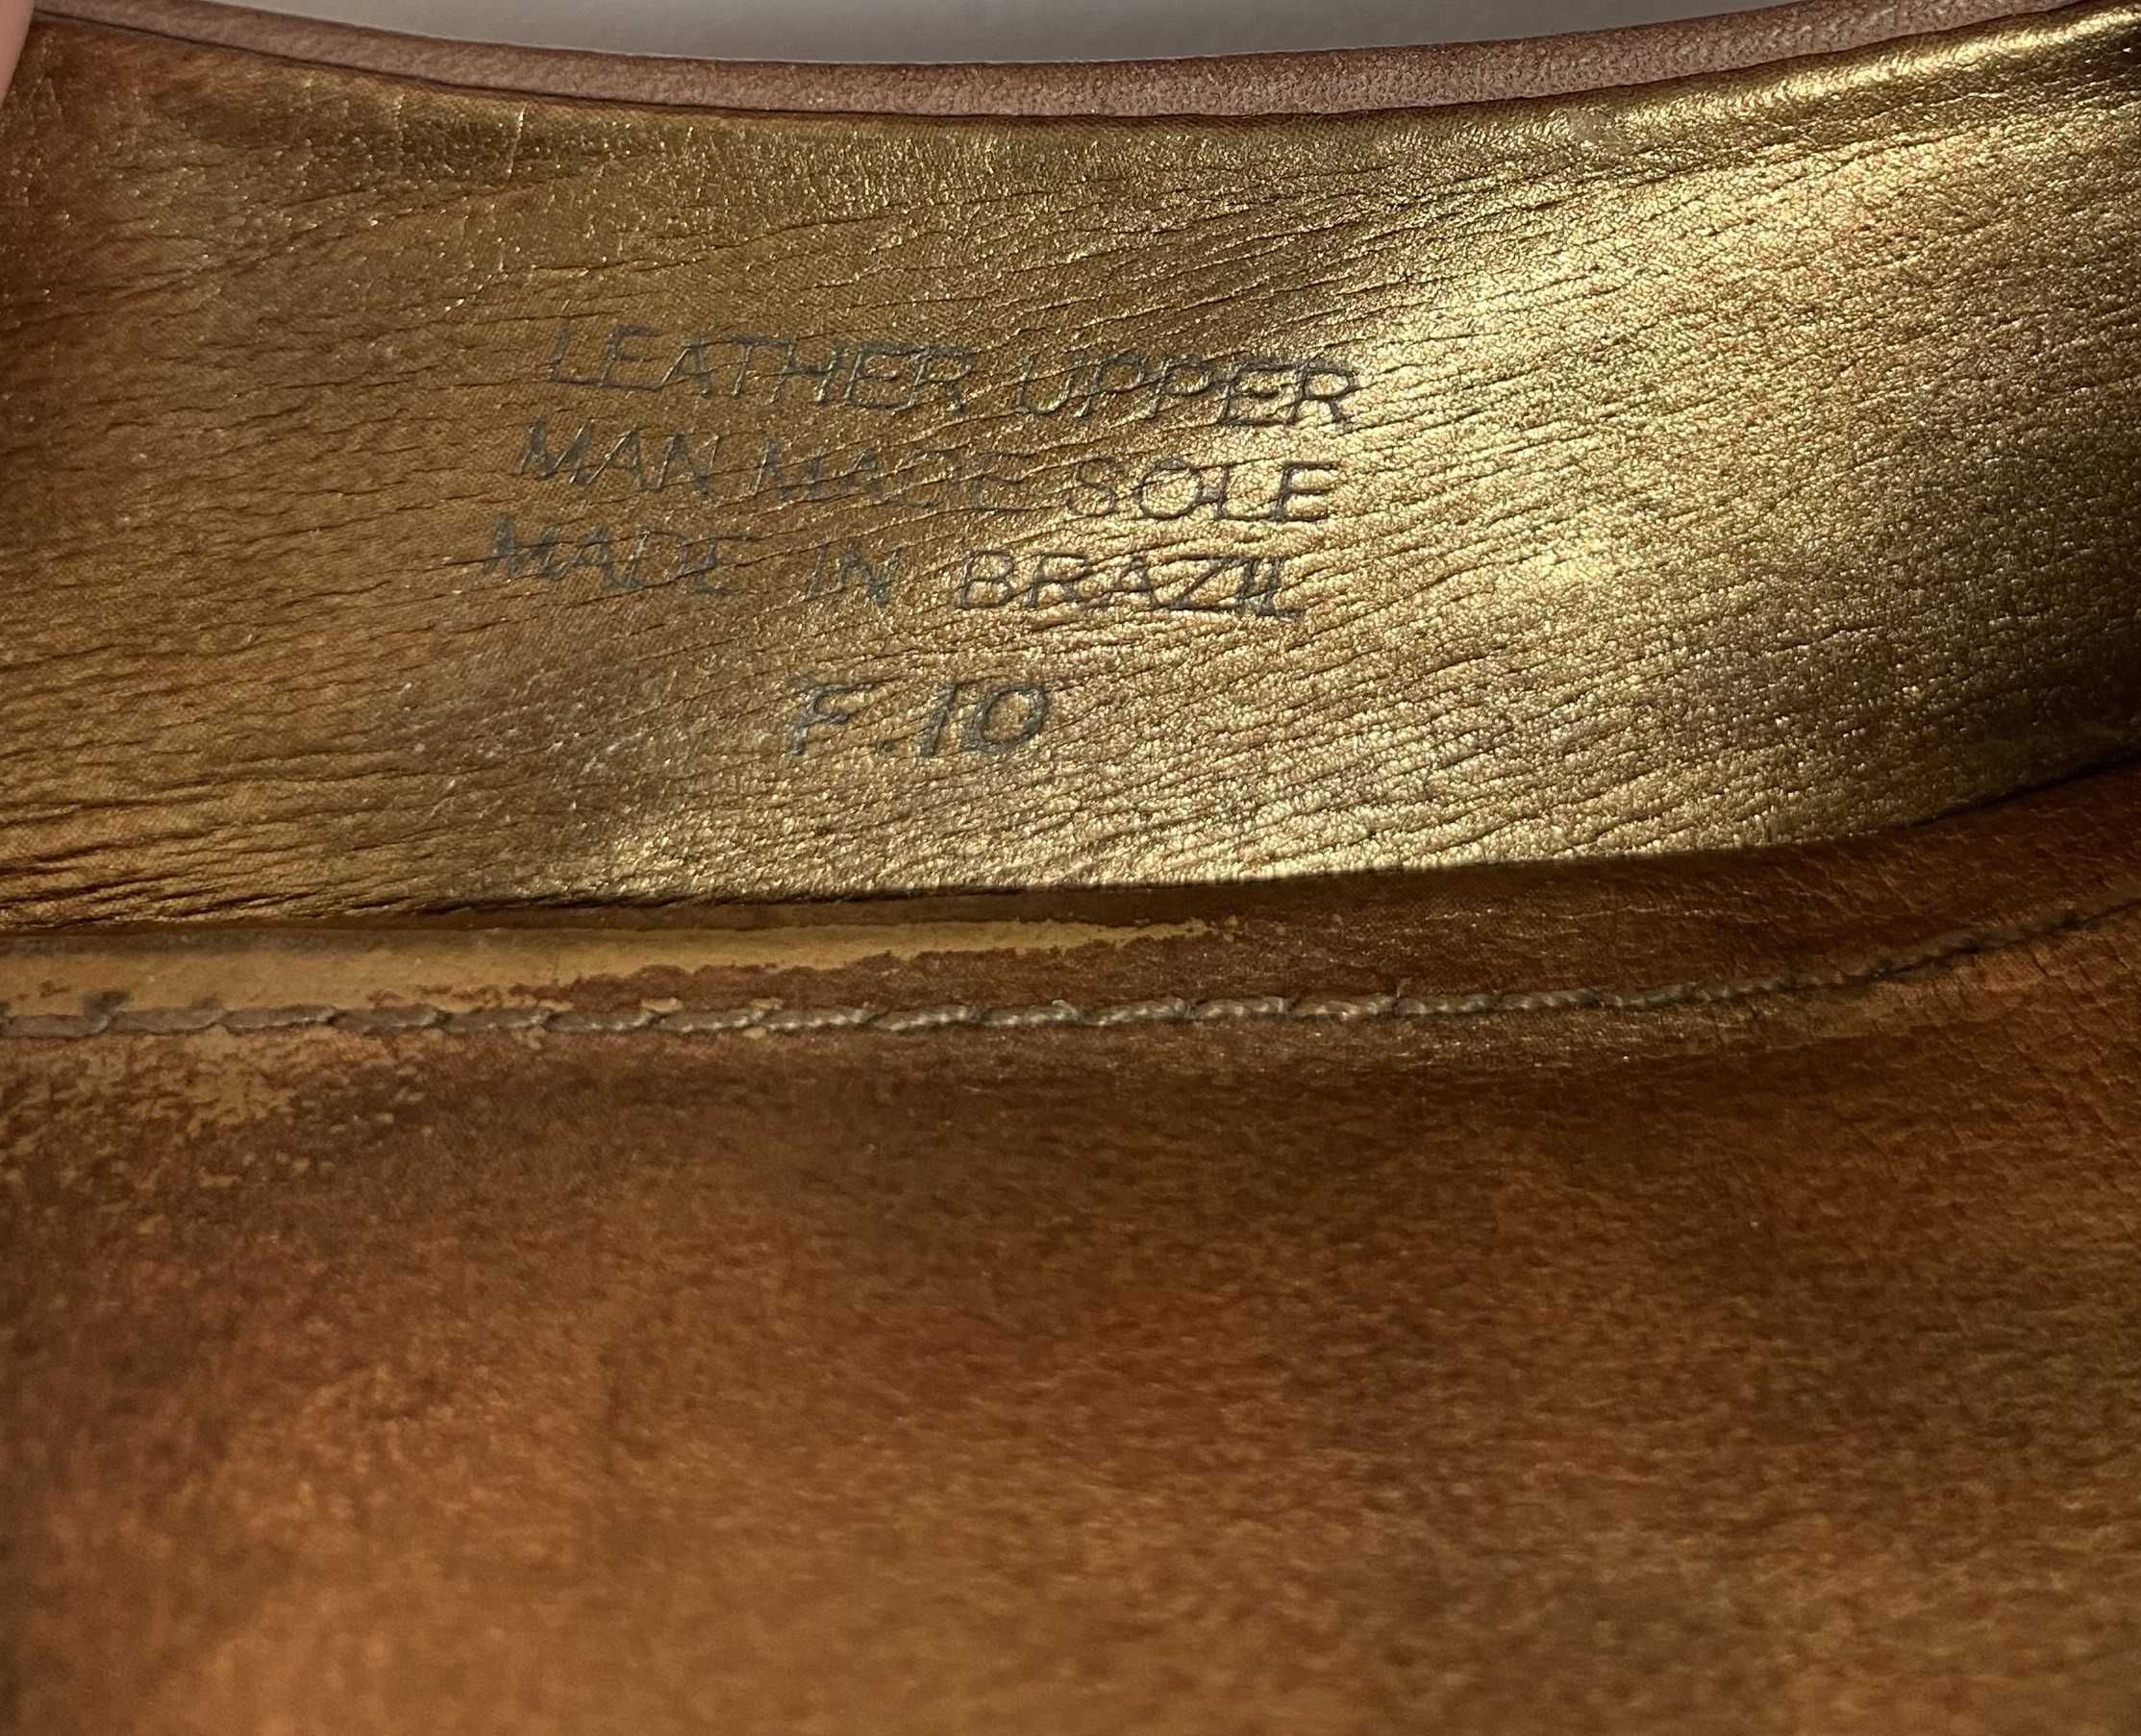 LEATHER UPPER
MAN MADE SOLE
MADE IN BRAZIL
F.10